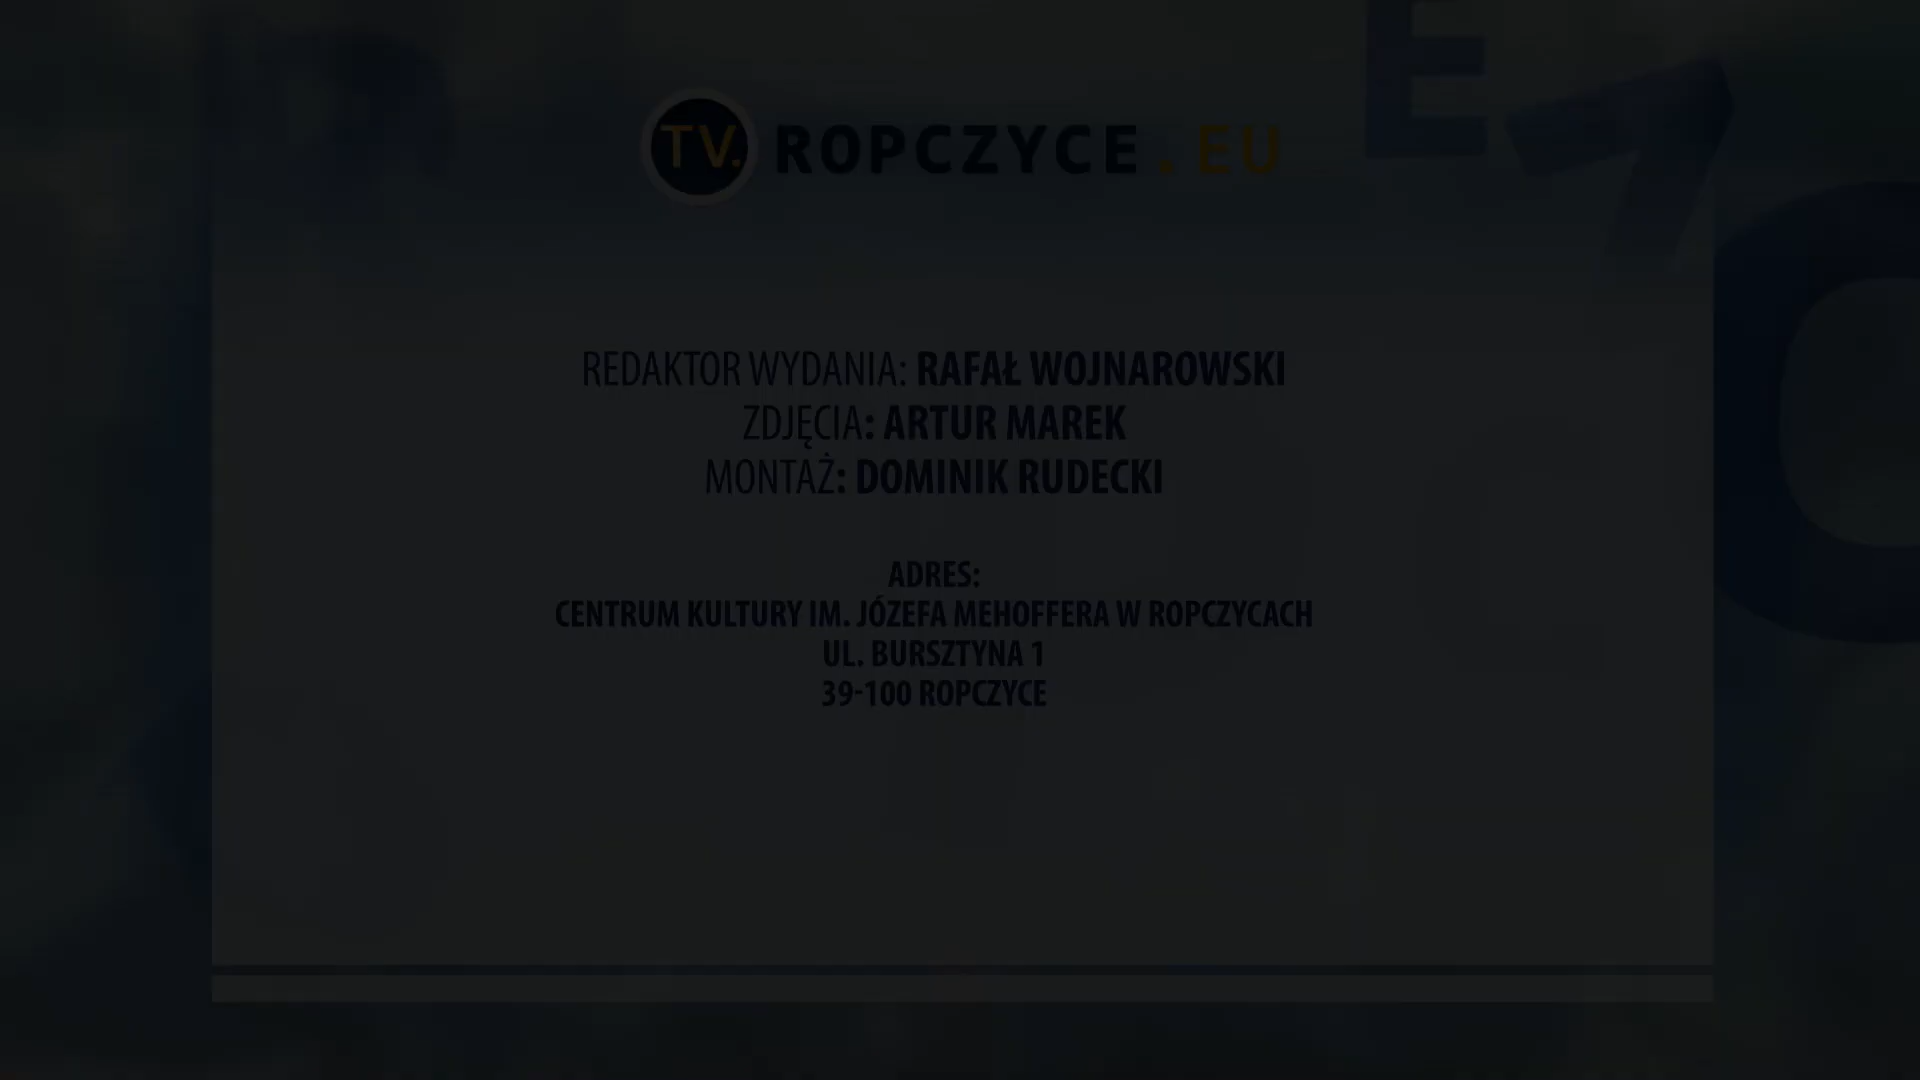 TV. ROPCZYCE.EU
REDAKTOR WYDANIA: RAFAŁ WOJNAROWSKI
ZDJĘCIA: ARTUR MAREK
MONTAŻ: DOMINIK RUDECKI
ADRES:
CENTRUM KULTURY IM. JÓZEFA MEHOFFERA W ROPCZYCACH
UL. BURSZTYNA 1
39-100 ROPCZYCE